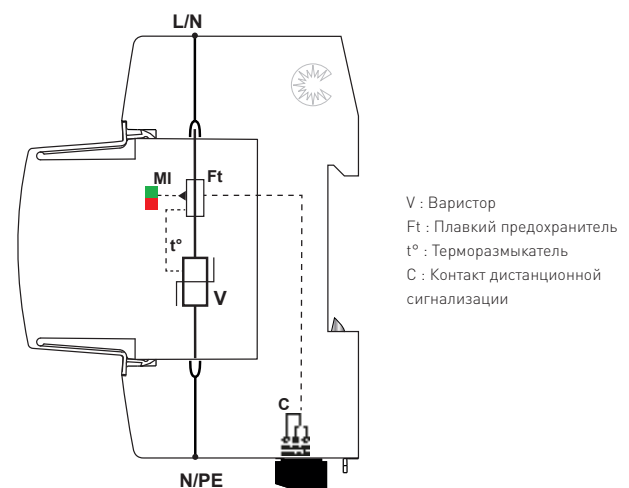 L/N
MI
Ft
t°
V
C
N/PE
V : Варистор
Ft : Плавкий предохранитель
t° : Терморазмыкатель
C : Контакт дистанционной
сигнализации